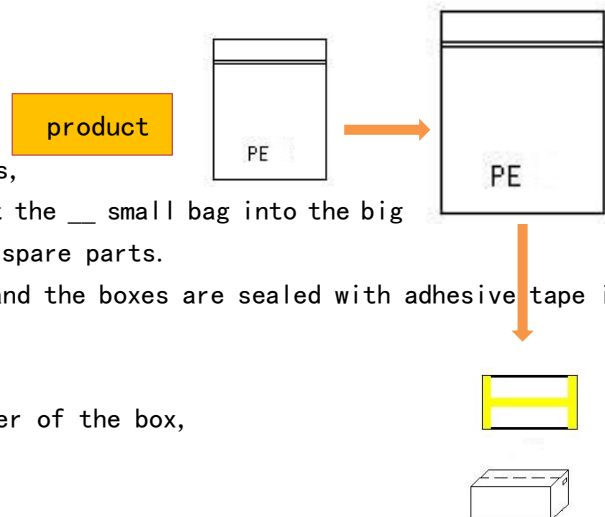 product
PE
PE
s,
the __ small bag into the big
spare parts.
and the boxes are sealed with adhesive tape i
er of the box,